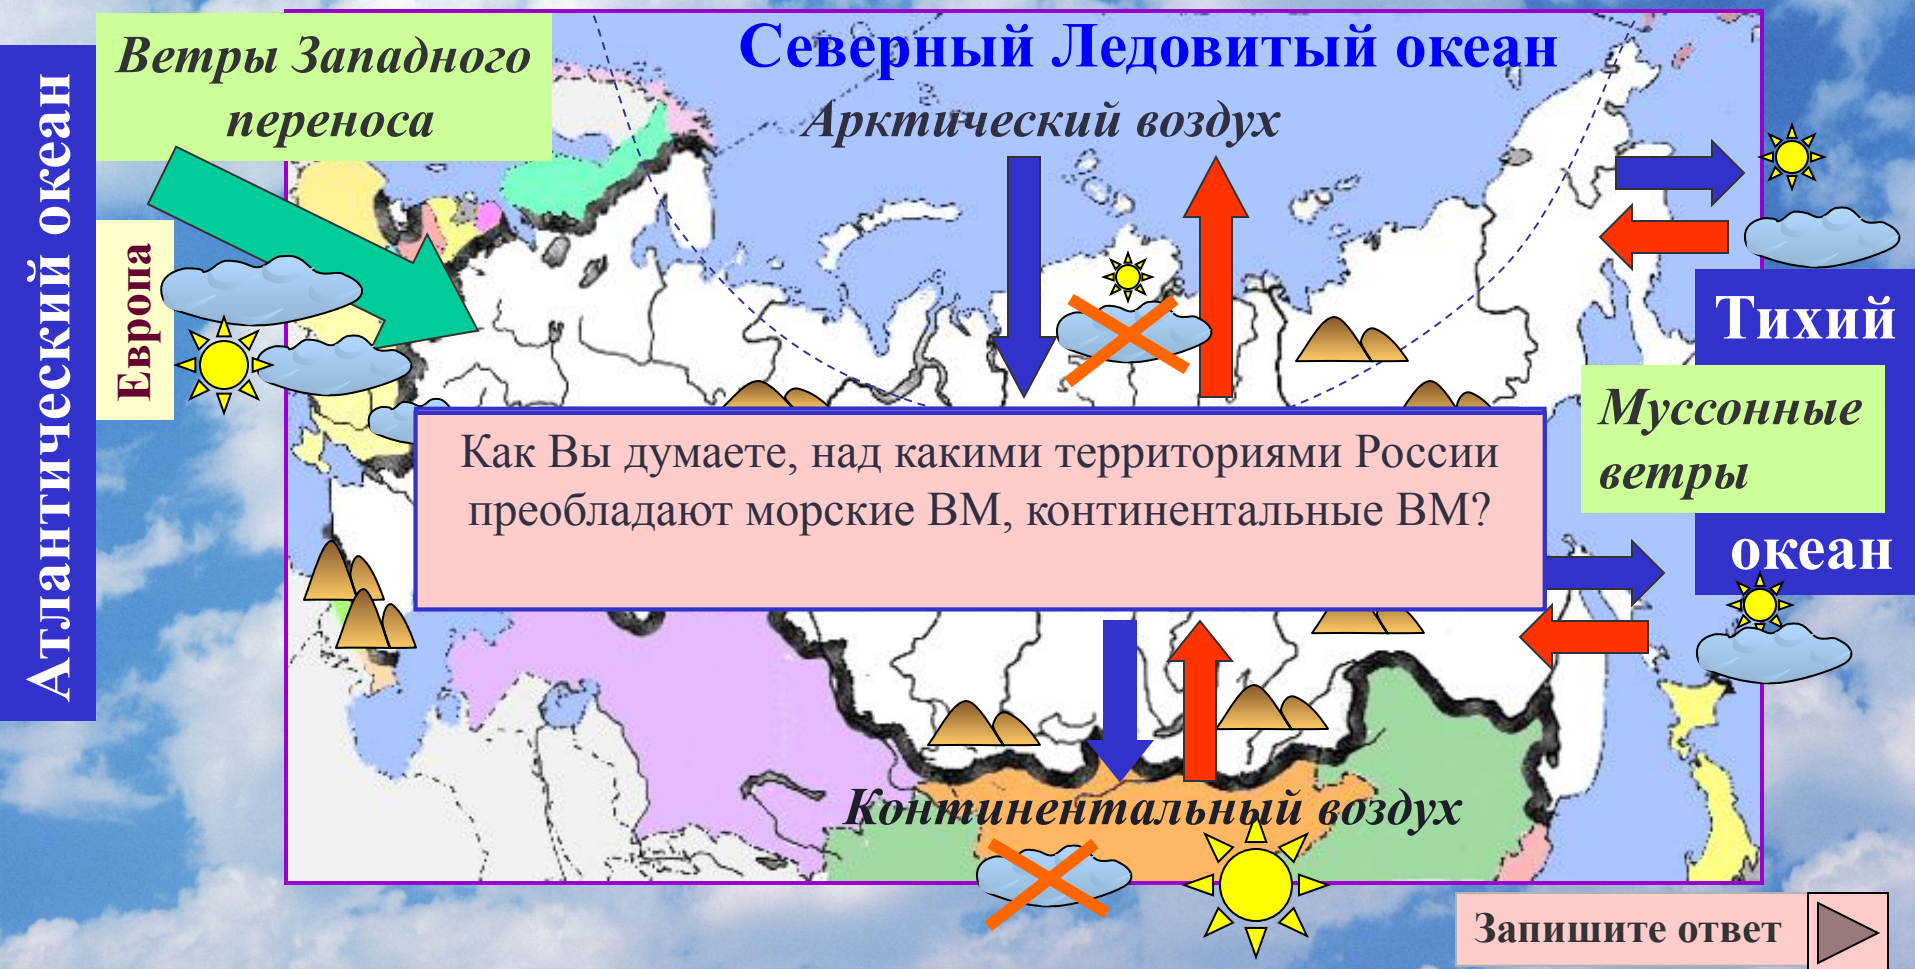 Ветры Западного
переноса
Северный Ледовитый океан
Арктический воздух
Атлантический океан
Европа
Тихий
Муссонные
ветры
океан
Как Вы думаете, над какими территориями России
преобладают морские ВМ, континентальные ВМ?
Континентальный воздух
Запишите ответ